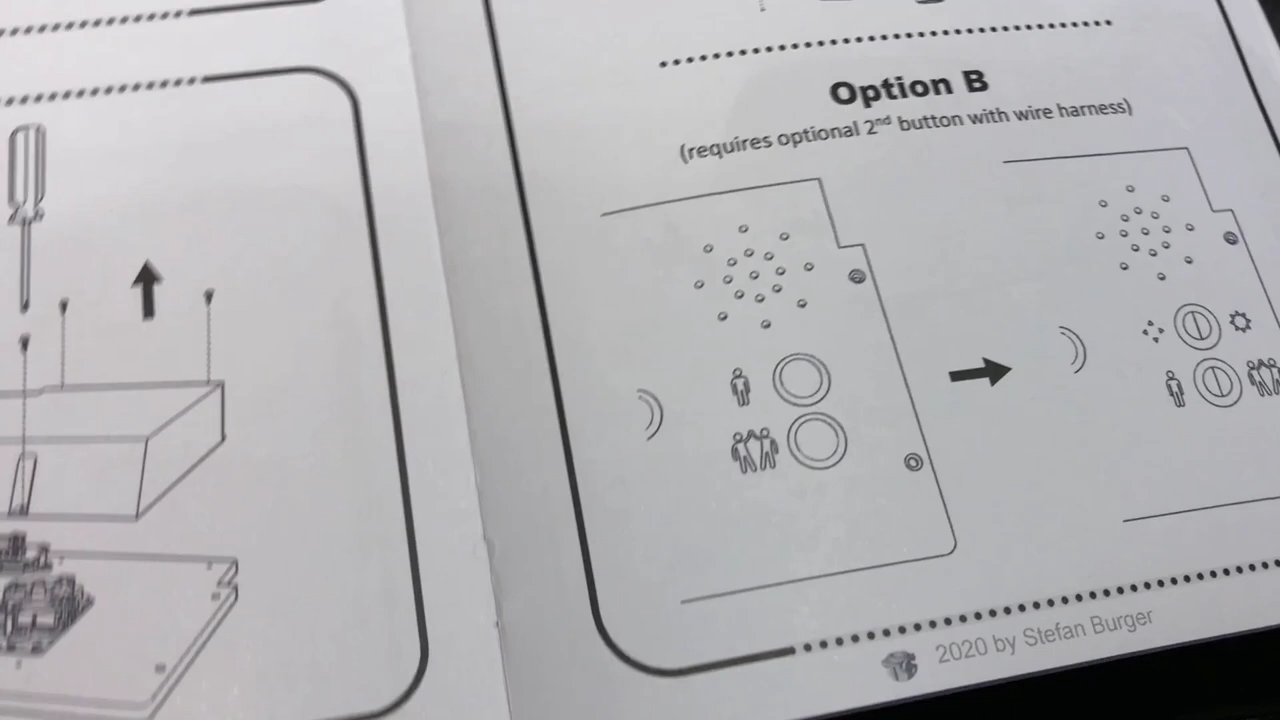 Option B
(requires optional 2nd button with wire harness)
2020 by Stefan Burger